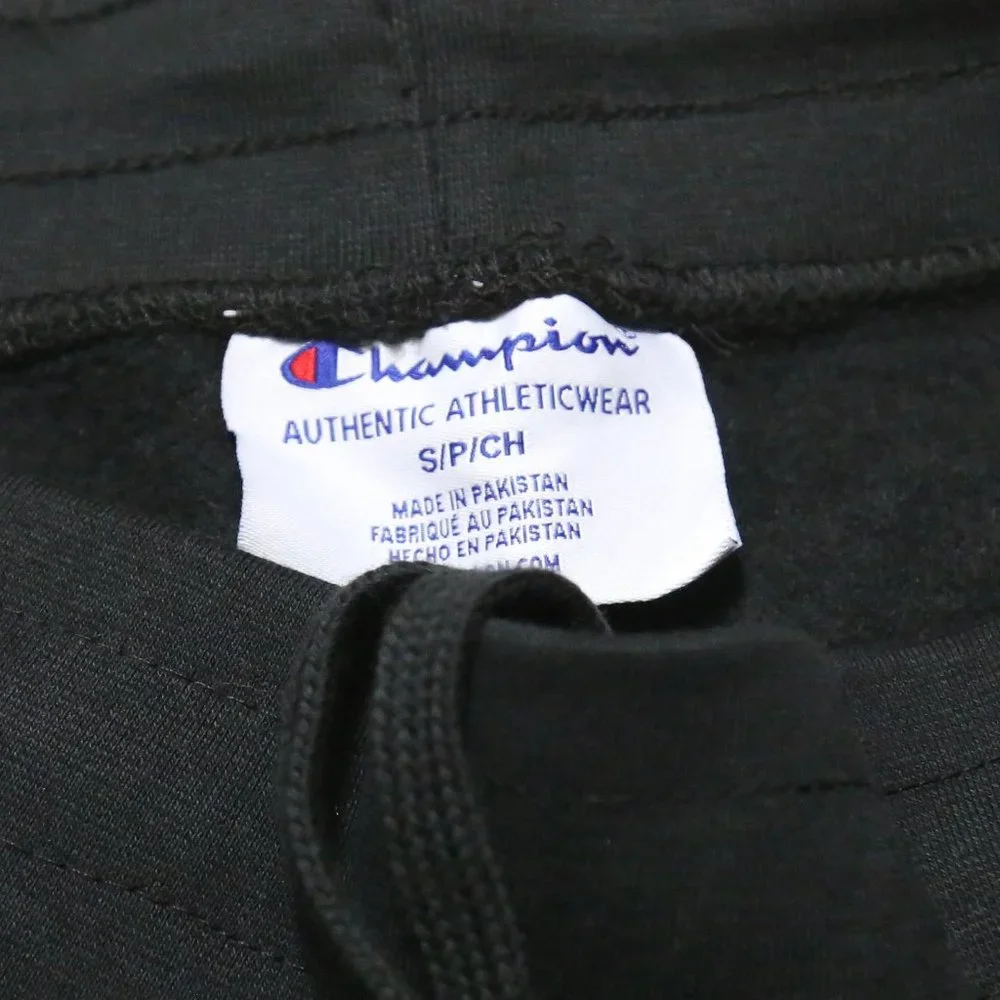 Champion
AUTHENTIC ATHLETICWEAR
S/P/CH
MADE IN PAKISTAN
FABRIQUÉ AU PAKISTAN
HECHO EN PAKISTAN